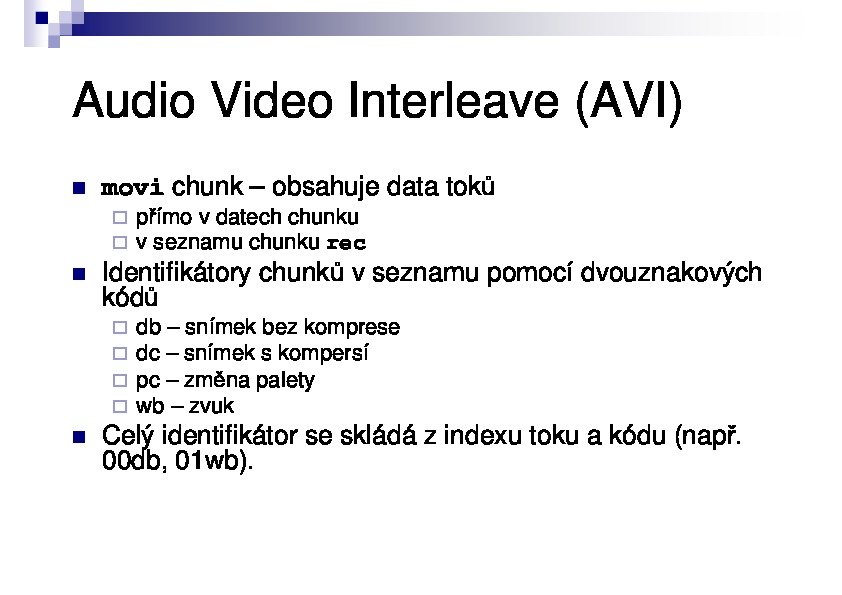 Audio Video Interleave (AVI)
movi chunk – obsahuje data toků
přímo v datech chunku
v seznamu chunku rec
Identifikátory chunků v seznamu pomocí dvouznakových
kódů
db – snímek bez komprese
dc – snímek s kompersí
pc – změna palety
wb – zvuk
Celý identifikátor se skládá z indexu toku a kódu (např.
00db, 01wb).